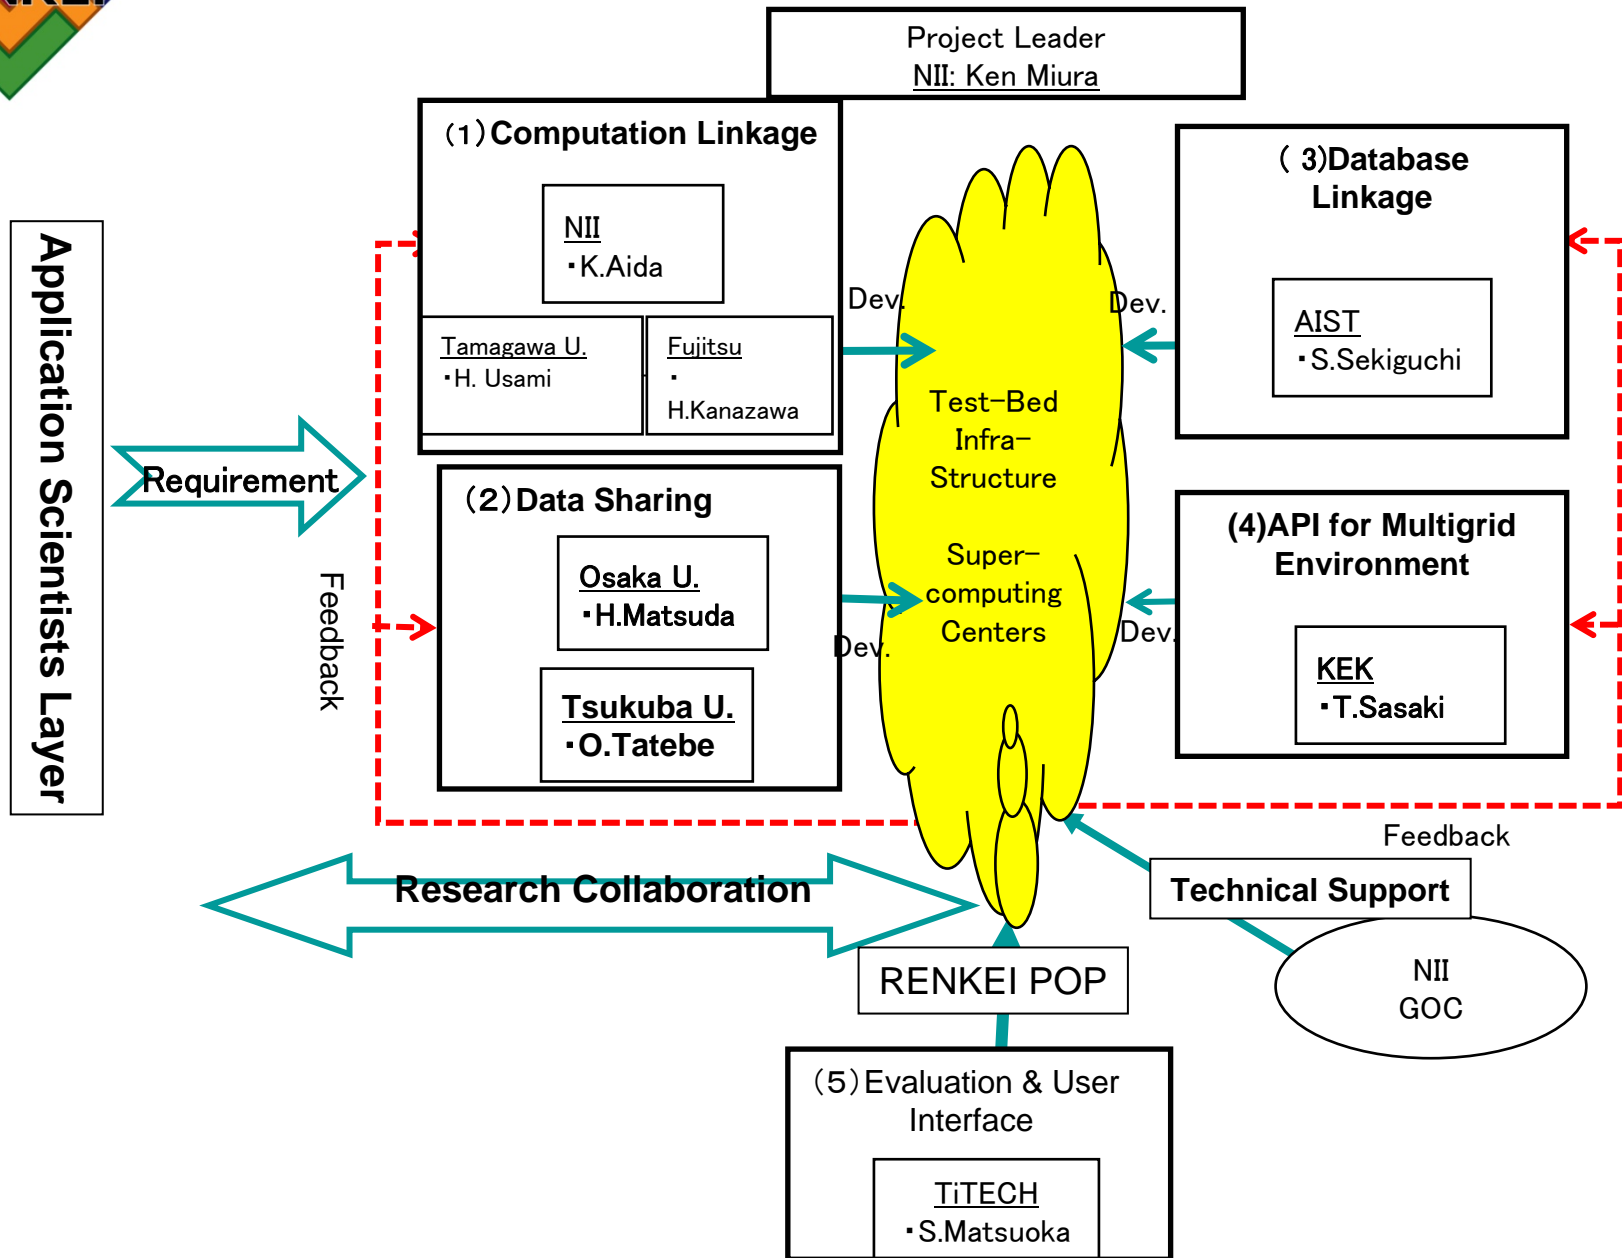 Project Leader
NII: Ken Miura
(1)Computation Linkage
NII
・K.Aida
Tamagawa U.
・H. Usami
Fujitsu
・
H.Kanazawa
(2)Data Sharing
Osaka U.
・H.Matsuda
Tsukuba U.
・O.Tatebe
( 3)Database
Linkage
AIST
・S.Sekiguchi
(4)API for Multigrid
Environment
KEK
・T.Sasaki
Dev.
Dev.
Dev.
Dev.
Test-Bed
Infra-
Structure
Super-
computing
Centers
Application Scientists Layer
Requirement
Feedback
Feedback
Research Collaboration
Technical Support
NII
GOC
RENKEI POP
(5)Evaluation & User
Interface
TiTECH
・S.Matsuoka